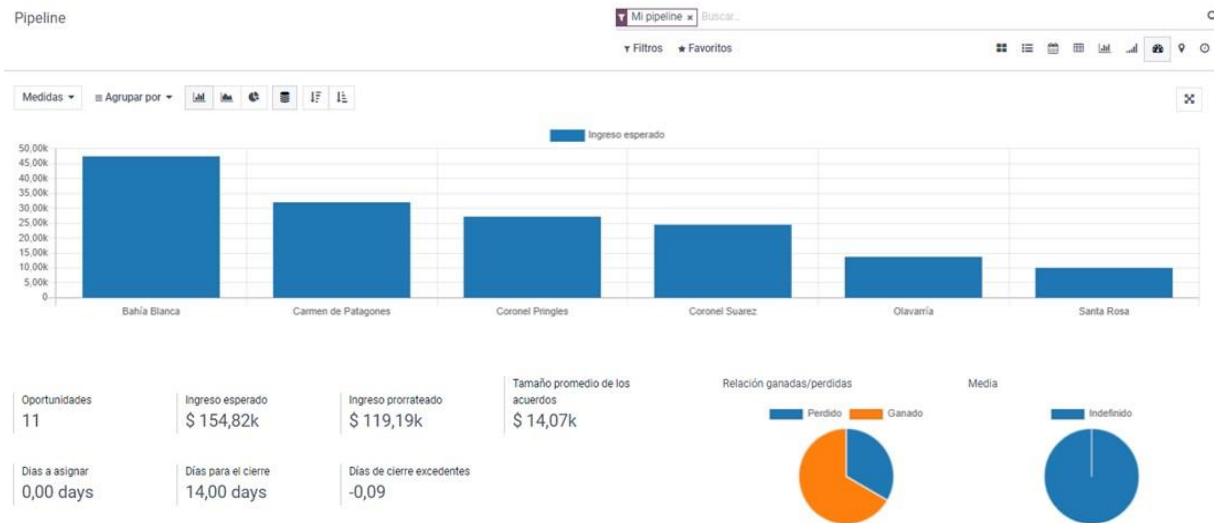 Pipeline
Mi pipeline × Buscar...
Filtros ★ Favoritos
Medidas Agrupar por
Ingreso esperado
50,00k
45,00k
40,00k
35,00k
30,00k
25,00k
20,00k
15,00k
10,00k
5,00k
0
Bahía Blanca Carmen de Patagones Coronel Pringles Coronel Suarez Olavarría Santa Rosa
Oportunidades
11
Ingreso esperado
$ 154,82k
Ingreso prorrateado
$ 119,19k
Tamaño promedio de los
acuerdos
$ 14,07k
Relación ganadas/perdidas
Perdido Ganado
Media
Indefinido
Dias a asignar
0,00 days
Días para el cierre
14,00 days
Días de cierre excedentes
-0,09